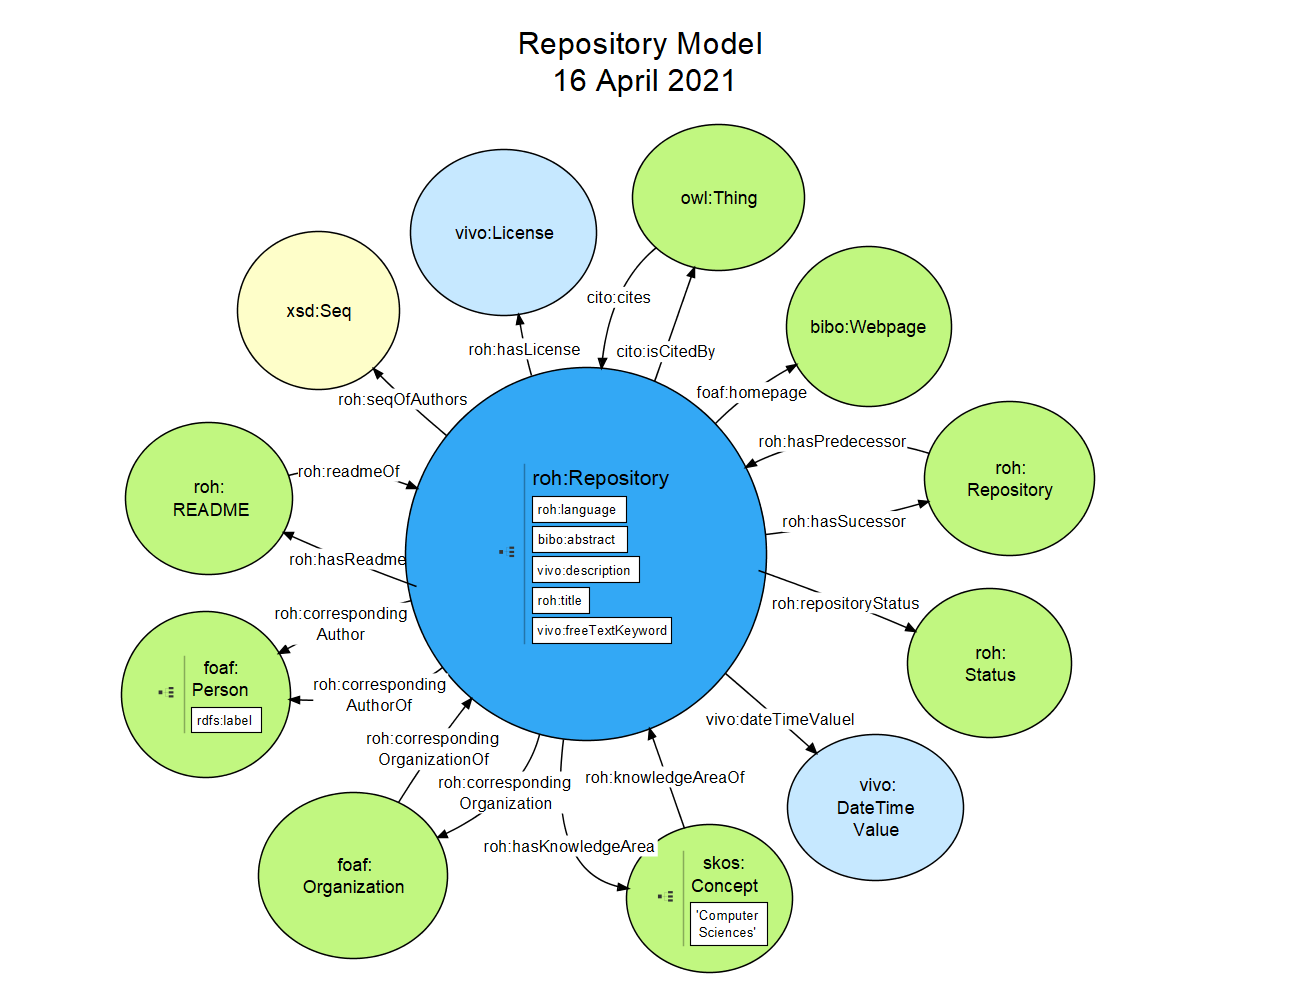 Repository Model
16 April 2021
owl:Thing
vivo:License
xsd:Seq
bibo:Webpage
cito:cites
cito:isCitedBy
roh:hasLicense
foaf:homepage
roh:seqOfAuthors
roh:hasPredecessor
roh:readmeOf
roh:
README
roh:
Repository
roh:hasSucessor
roh:Repository
roh:language
bibo:abstract
vivo:description
roh:title
vivo:freeTextKeyword
roh:hasReadme
roh:repositoryStatus
roh:corresponding
Author
roh:
Status
foaf:
Person
rdfs:label
roh:corresponding
AuthorOf
vivo:dateTimeValuel
roh:corresponding
OrganizationOf
roh:corresponding
Organization
roh:knowledgeAreaOf
vivo:
DateTime
Value
roh:hasKnowledgeArea
foaf:
Organization
skos:
Concept
'Computer
Sciences'